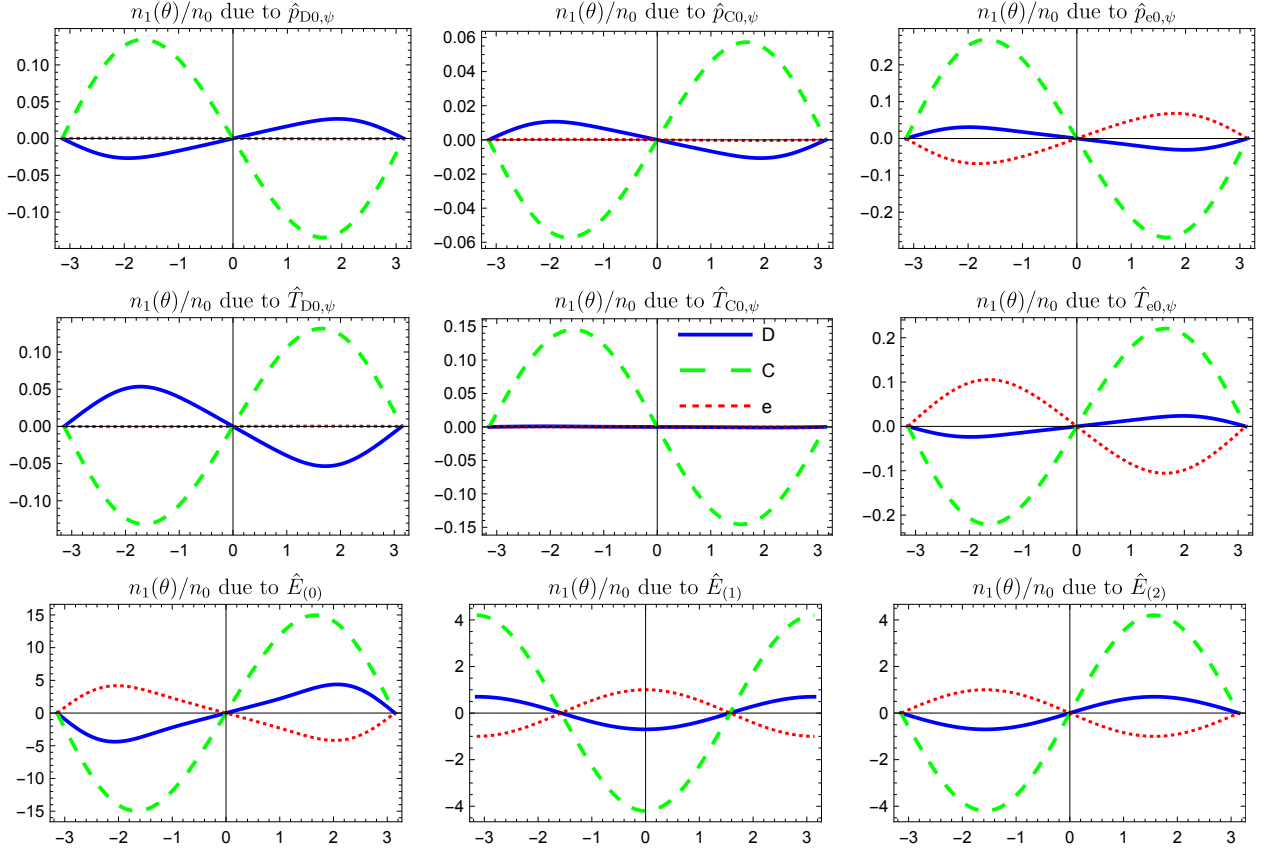 n₁(θ)/n₀ due to p̂_D0,ψ
n₁(θ)/n₀ due to p̂_C0,ψ
n₁(θ)/n₀ due to p̂_e0,ψ
0.10
0.05
0.00
−0.05
−0.10
−3 −2 −1 0 1 2 3
0.06
0.04
0.02
0.00
−0.02
−0.04
−0.06
−3 −2 −1 0 1 2 3
0.2
0.1
0.0
−0.1
−0.2
−3 −2 −1 0 1 2 3
n₁(θ)/n₀ due to T̂_D0,ψ
n₁(θ)/n₀ due to T̂_C0,ψ
n₁(θ)/n₀ due to T̂_e0,ψ
0.10
0.05
0.00
−0.05
−0.10
−3 −2 −1 0 1 2 3
0.15
0.10
0.05
0.00
−0.05
−0.10
−0.15
D
C
e
−3 −2 −1 0 1 2 3
0.2
0.1
0.0
−0.1
−0.2
−3 −2 −1 0 1 2 3
n₁(θ)/n₀ due to Ê₍₀₎
n₁(θ)/n₀ due to Ê₍₁₎
n₁(θ)/n₀ due to Ê₍₂₎
15
10
5
0
−5
−10
−15
−3 −2 −1 0 1 2 3
4
2
0
−2
−4
−3 −2 −1 0 1 2 3
4
2
0
−2
−4
−3 −2 −1 0 1 2 3